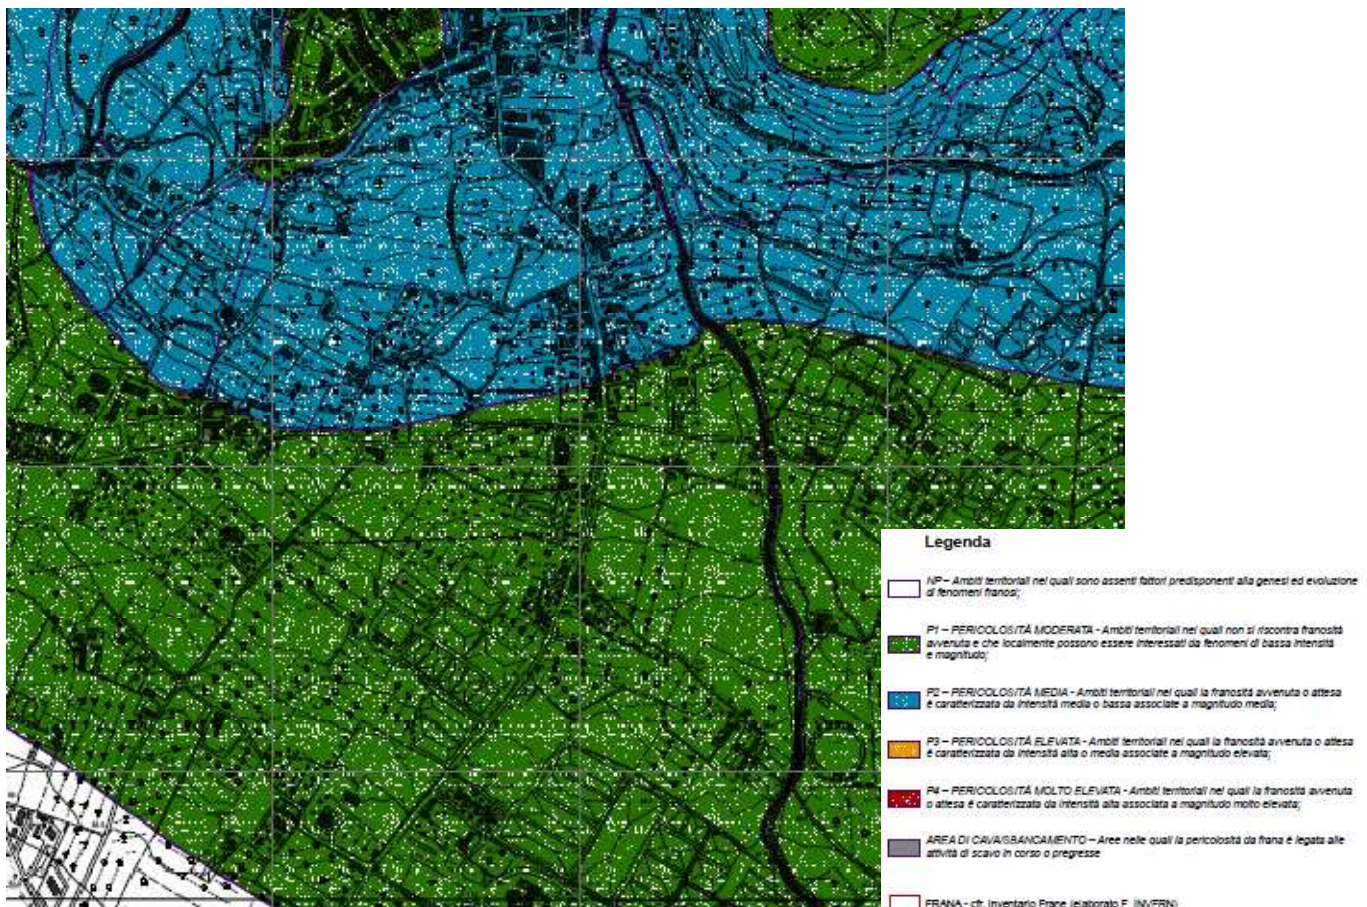 Legenda
NP – Ambiti territoriali nei quali sono assenti fattori predisponenti alla genesi ed evoluzione
di fenomeni franosi;
P1 – PERICOLOSITÀ MODERATA - Ambiti territoriali nei quali non si riscontra franosità
avvenuta e che localmente possono essere interessati da fenomeni di bassa intensità
e magnitudo;
P2 – PERICOLOSITÀ MEDIA - Ambiti territoriali nei quali la franosità avvenuta o attesa
è caratterizzata da intensità media o bassa associate a magnitudo media;
P3 – PERICOLOSITÀ ELEVATA - Ambiti territoriali nei quali la franosità avvenuta o attesa
è caratterizzata da intensità alta o media associate a magnitudo elevata;
P4 – PERICOLOSITÀ MOLTO ELEVATA - Ambiti territoriali nei quali la franosità avvenuta
o attesa è caratterizzata da intensità alta associata a magnitudo molto elevata;
AREA DI CAVA/SBANCAMENTO – Aree nelle quali la pericolosità da frana è legata alle
attività di scavo in corso o pregresse
FRANA - cfr. Inventario Frane (elaborato F_INVFRN)